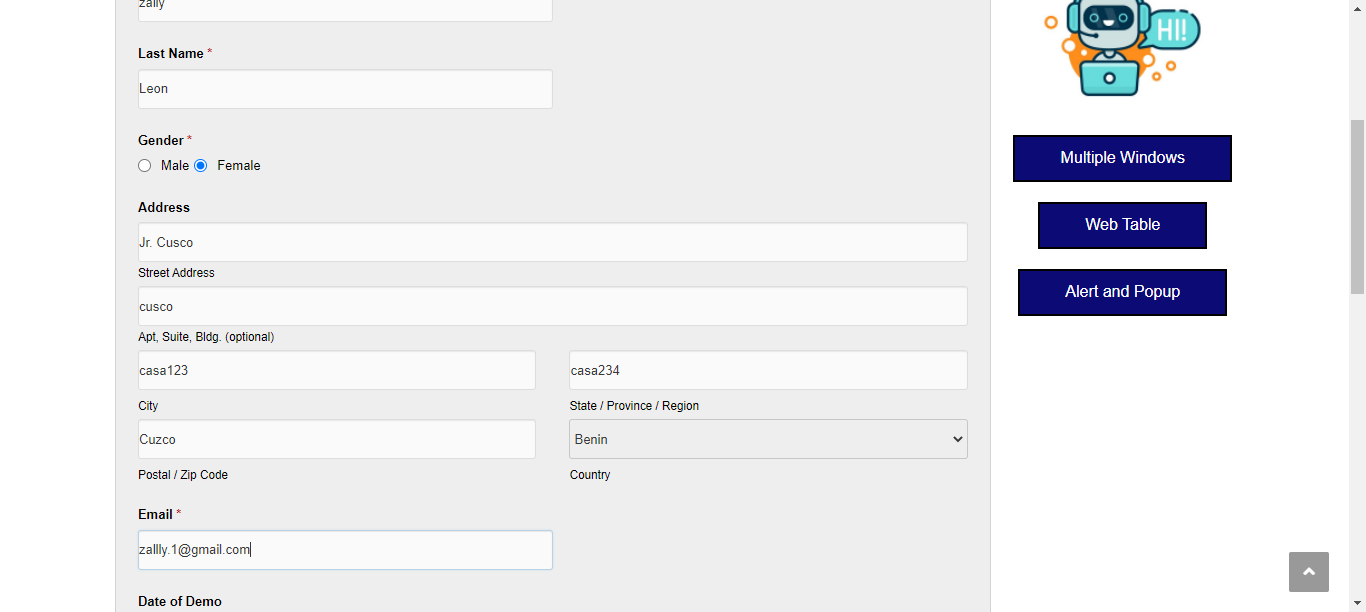 zally
Last Name *
Leon
Gender *
Male Female
Address
Jr. Cusco
Street Address
cusco
Apt, Suite, Bldg. (optional)
casa123 casa234
City State / Province / Region
Cuzco Benin
Postal / Zip Code Country
Email *
zallly.1@gmail.com
Date of Demo
HI!
Multiple Windows
Web Table
Alert and Popup